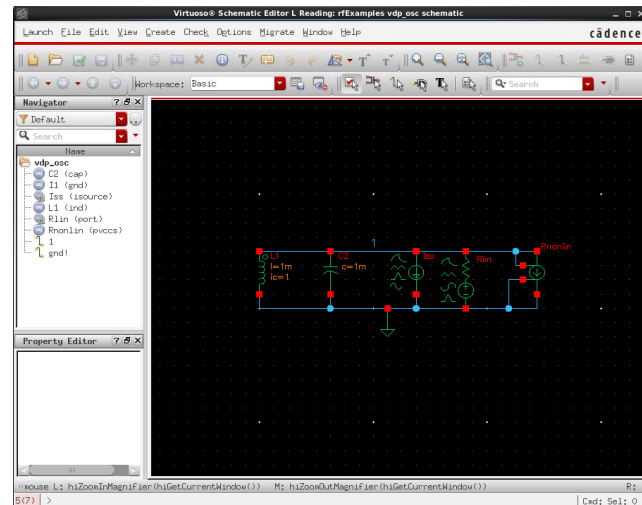 Virtuoso® Schematic Editor L Reading: rfExamples vdp_osc schematic
Launch File Edit View Create Check Options Migrate Window Help
cādence
Workspace: Basic
Search
Navigator
Default
Search
Name
vdp_osc
C2 (cap)
I1 (gnd)
Iss (isource)
L1 (ind)
Rlin (port)
Rnonlin (pvccs)
1
gnd!
Property Editor
1
L1
l=1m
ic=1
C2
c=1m
Iss
Rlin
Rnonlin
mouse L: hiZoomInMagnifier(hiGetCurrentWindow()) M: hiZoomOutMagnifier(hiGetCurrentWindow()) R:
5(7) > Cmd: Sel: 0